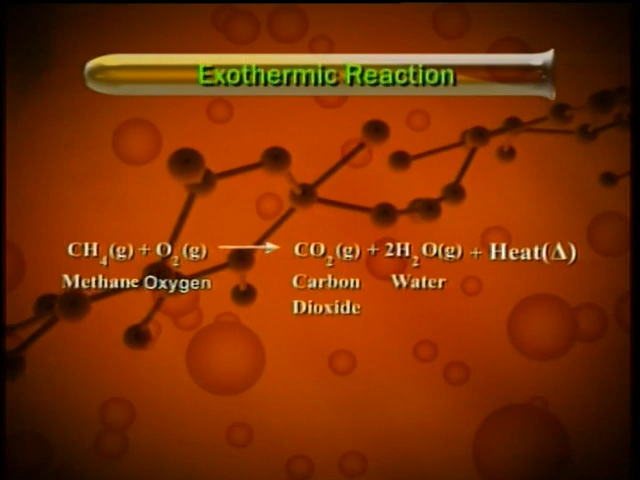 Exothermic Reaction
CH₄(g) + O₂(g) ⟶ CO₂(g) + 2H₂O(g) + Heat(Δ)
Methane Oxygen Carbon Water
Dioxide